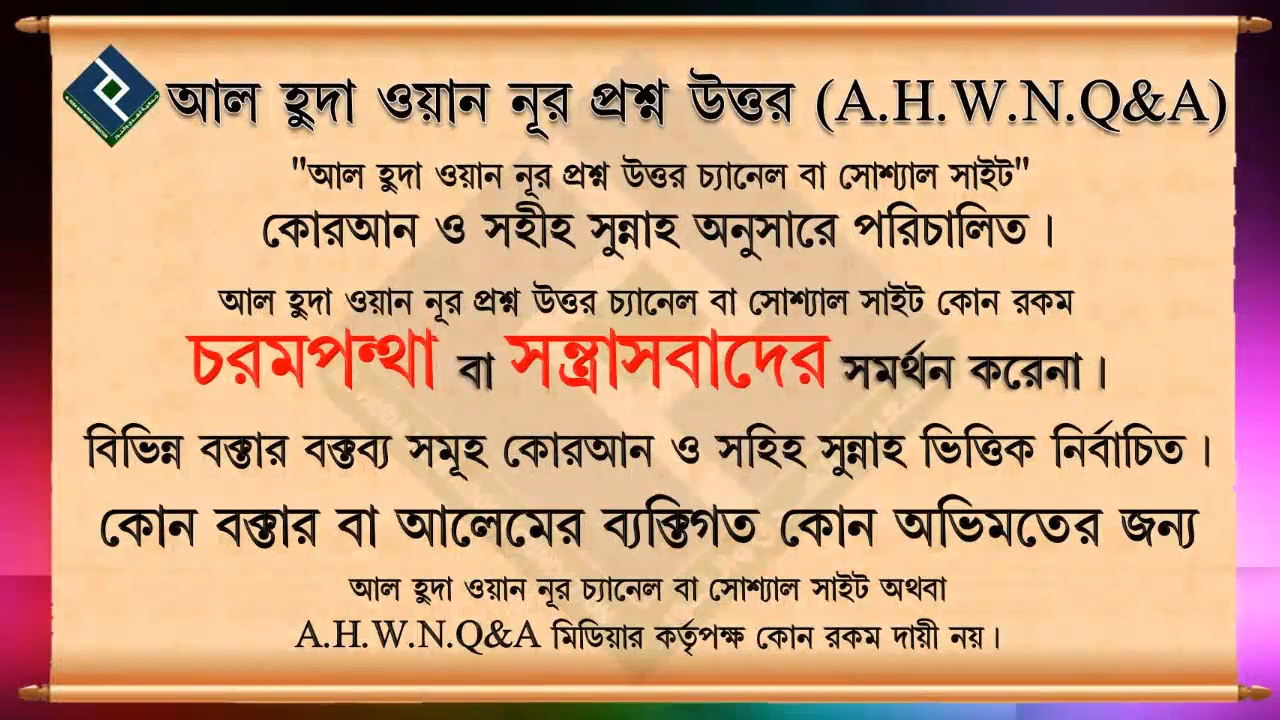 আল হুদা ওয়ান নূর প্রশ্ন উত্তর (A.H.W.N.Q&A)
"আল হুদা ওয়ান নূর প্রশ্ন উত্তর চ্যানেল বা সোশ্যাল সাইট"
কোরআন ও সহীহ সুন্নাহ অনুসারে পরিচালিত।
আল হুদা ওয়ান নূর প্রশ্ন উত্তর চ্যানেল বা সোশ্যাল সাইট কোন রকম
চরমপন্থা বা সন্ত্রাসবাদের সমর্থন করেনা।
বিভিন্ন বক্তার বক্তব্য সমূহ কোরআন ও সহিহ সুন্নাহ ভিত্তিক নির্বাচিত।
কোন বক্তার বা আলেমের ব্যক্তিগত কোন অভিমতের জন্য
আল হুদা ওয়ান নূর চ্যানেল বা সোশ্যাল সাইট অথবা
A.H.W.N.Q&A মিডিয়ার কর্তৃপক্ষ কোন রকম দায়ী নয়।